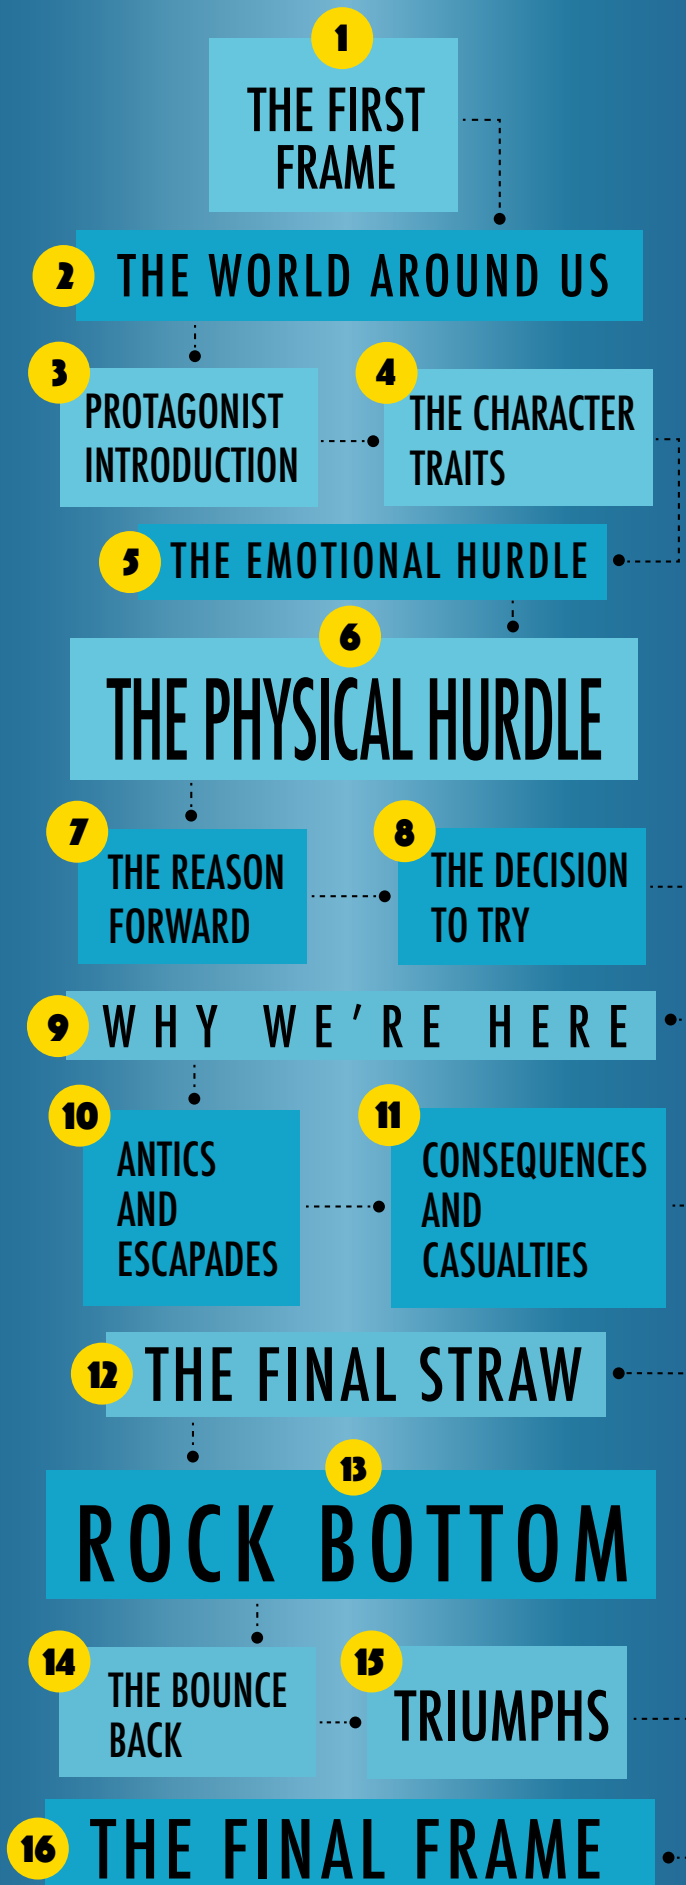 1
THE FIRST
FRAME
2
THE WORLD AROUND US
3
PROTAGONIST
INTRODUCTION
4
THE CHARACTER
TRAITS
5
THE EMOTIONAL HURDLE
6
THE PHYSICAL HURDLE
7
THE REASON
FORWARD
8
THE DECISION
TO TRY
9
WHY WE'RE HERE
10
ANTICS
AND
ESCAPADES
11
CONSEQUENCES
AND
CASUALTIES
12
THE FINAL STRAW
13
ROCK BOTTOM
14
THE BOUNCE
BACK
15
TRIUMPHS
16
THE FINAL FRAME